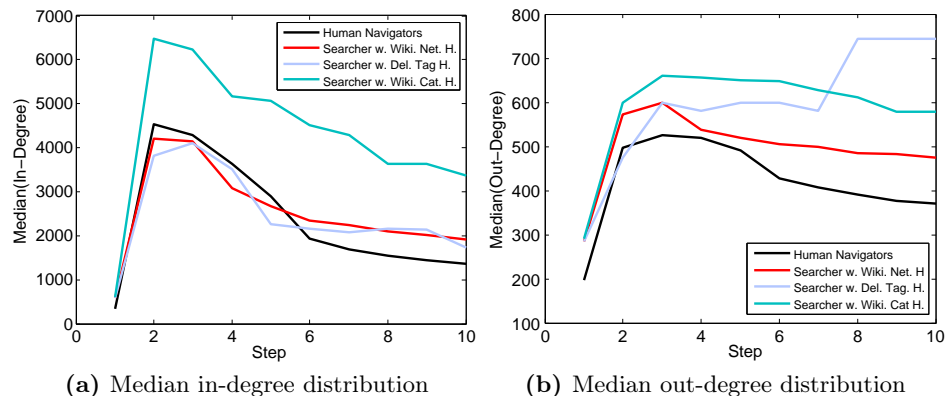 7000
6000
5000
4000
3000
2000
1000
0
0
2
4
6
8
10
Median(In−Degree)
Step
Human Navigators
Searcher w. Wiki. Net. H.
Searcher w. Del. Tag H.
Searcher w. Wiki. Cat. H.
(a) Median in-degree distribution
800
700
600
500
400
300
200
100
0
2
4
6
8
10
Median(Out−Degree)
Step
Human Navigators
Searcher w. Wiki. Net. H
Searcher w. Del. Tag. H.
Searcher w. Wiki. Cat H.
(b) Median out-degree distribution